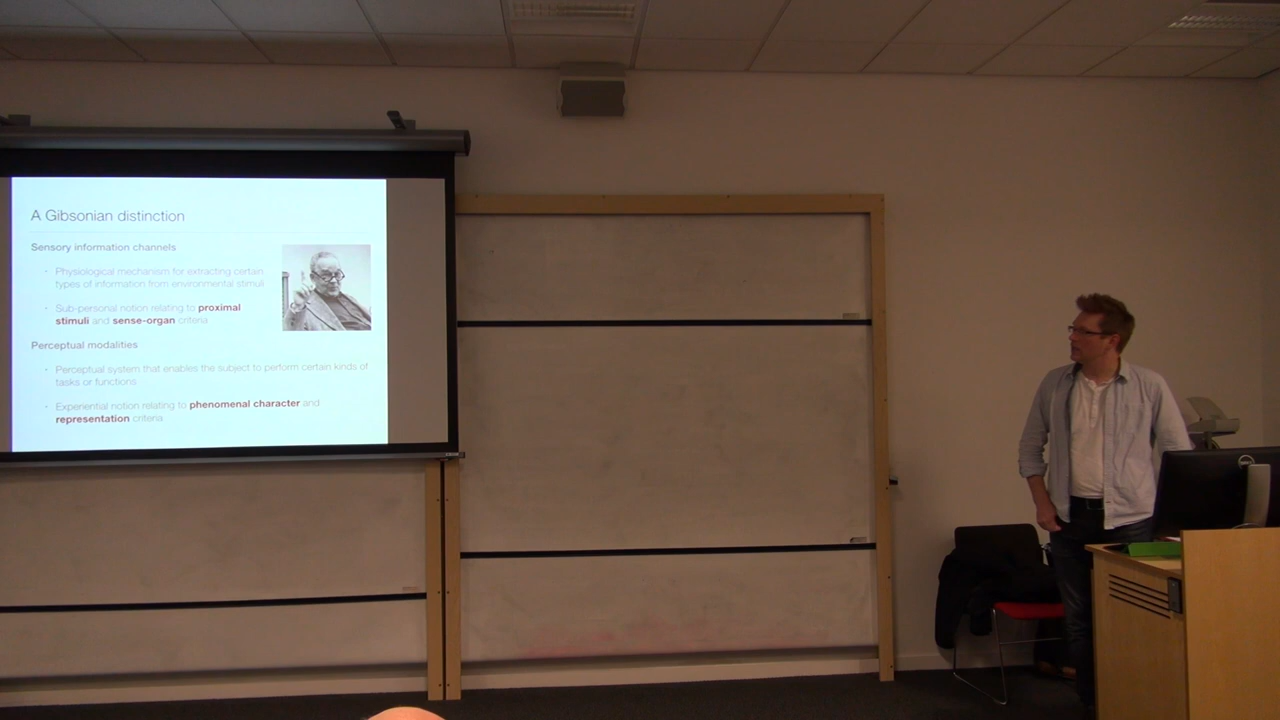 A Gibsonian distinction
Sensory information channels
· Physiological mechanism for extracting certain
types of information from environmental stimuli
· Sub-personal notion relating to proximal
stimuli and sense-organ criteria
Perceptual modalities
· Perceptual system that enables the subject to perform certain kinds of
tasks or functions
· Experiential notion relating to phenomenal character and
representation criteria